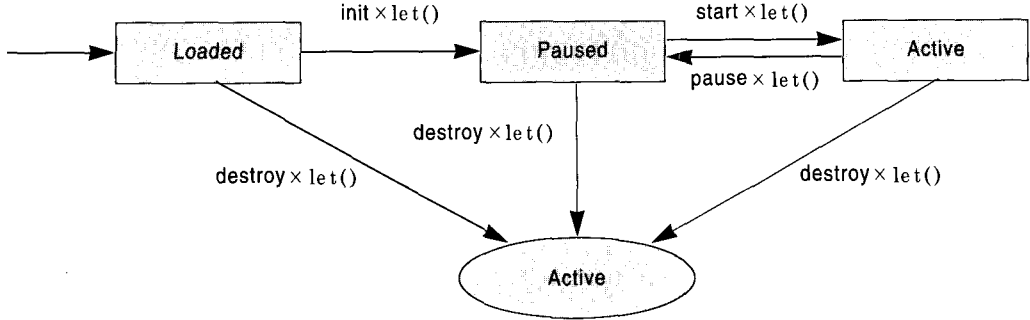 init×let()
start×let()
Loaded
Paused
Active
pause×let()
destroy×let()
destroy×let()
destroy×let()
Active